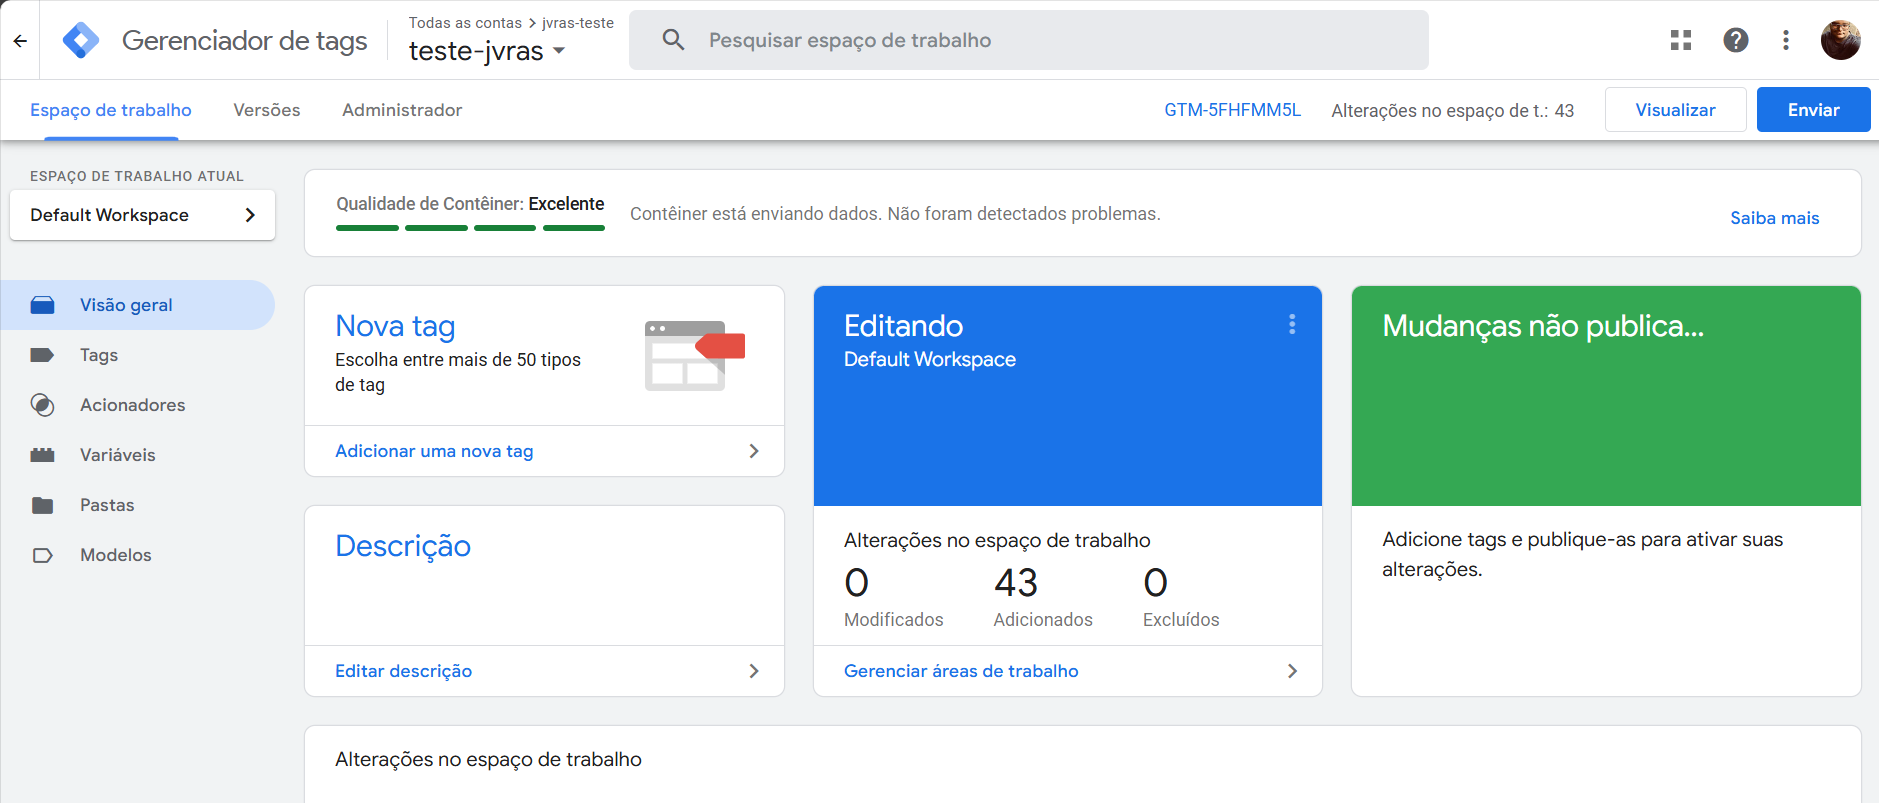 Gerenciador de tags
Todas as contas > jvras-teste
teste-jvras
Pesquisar espaço de trabalho
Espaço de trabalho
Versões
Administrador
GTM-5FHFMM5L
Alterações no espaço de t.: 43
Visualizar
Enviar
ESPAÇO DE TRABALHO ATUAL
Default Workspace
Visão geral
Tags
Acionadores
Variáveis
Pastas
Modelos
Qualidade de Contêiner: Excelente
Contêiner está enviando dados. Não foram detectados problemas.
Saiba mais
Nova tag
Escolha entre mais de 50 tipos
de tag
Adicionar uma nova tag
Descrição
Editar descrição
Editando
Default Workspace
Alterações no espaço de trabalho
0 43 0
Modificados Adicionados Excluídos
Gerenciar áreas de trabalho
Mudanças não publica...
Adicione tags e publique-as para ativar suas
alterações.
Alterações no espaço de trabalho